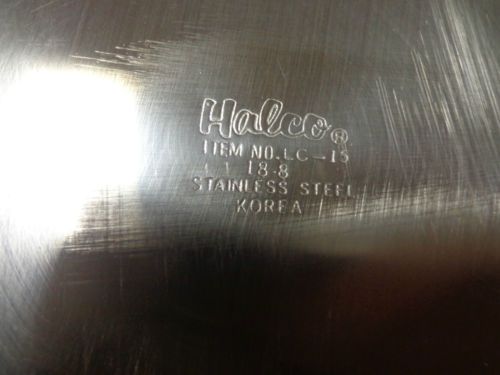 Halco®
ITEM NO. LC-15
18-8
STAINLESS STEEL
KOREA